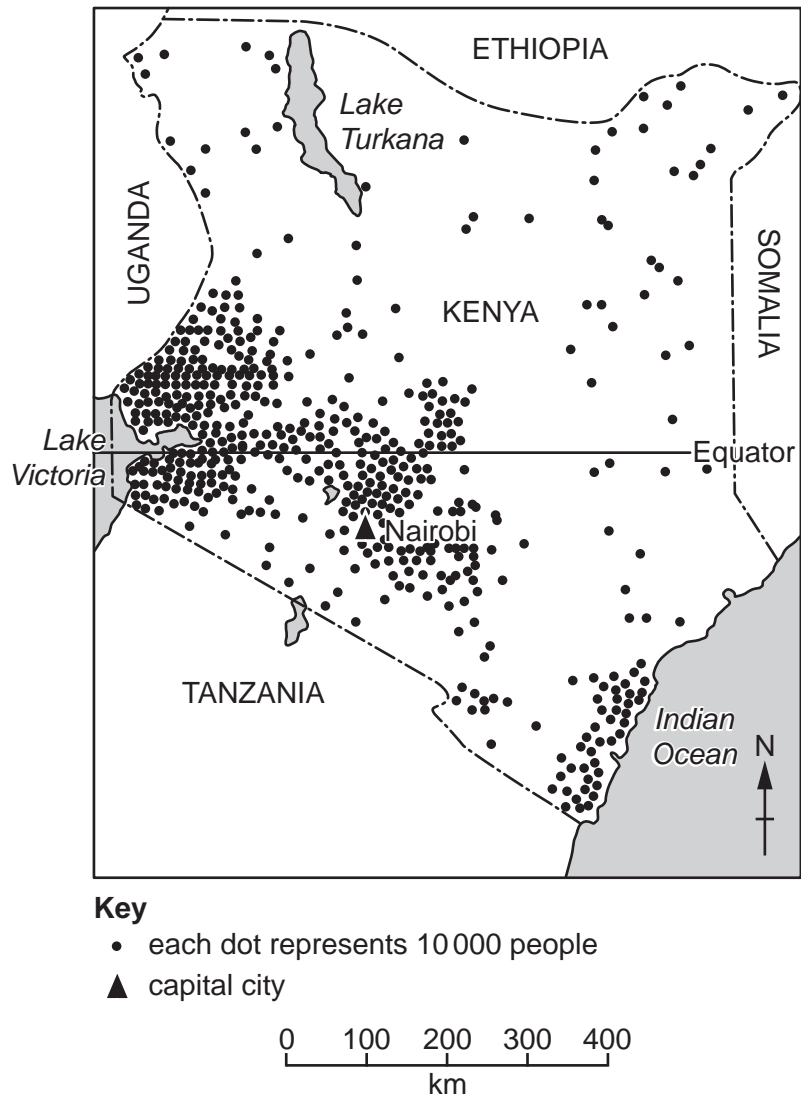 ETHIOPIA
Lake
Turkana
UGANDA
SOMALIA
KENYA
Lake
Victoria
Equator
Nairobi
TANZANIA
Indian
Ocean
N
Key
each dot represents 10 000 people
capital city
0 100 200 300 400
km